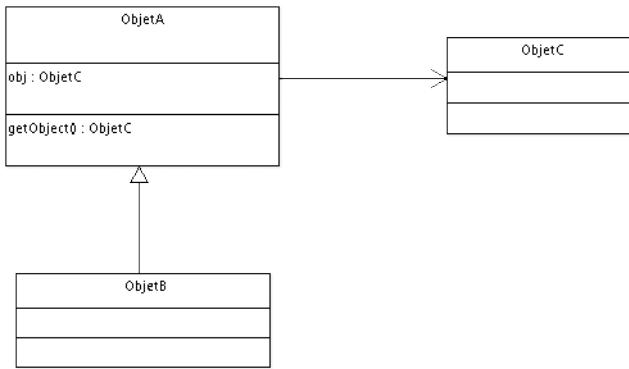 ObjetA
obj : ObjetC
getObject() : ObjetC
ObjetC
ObjetB